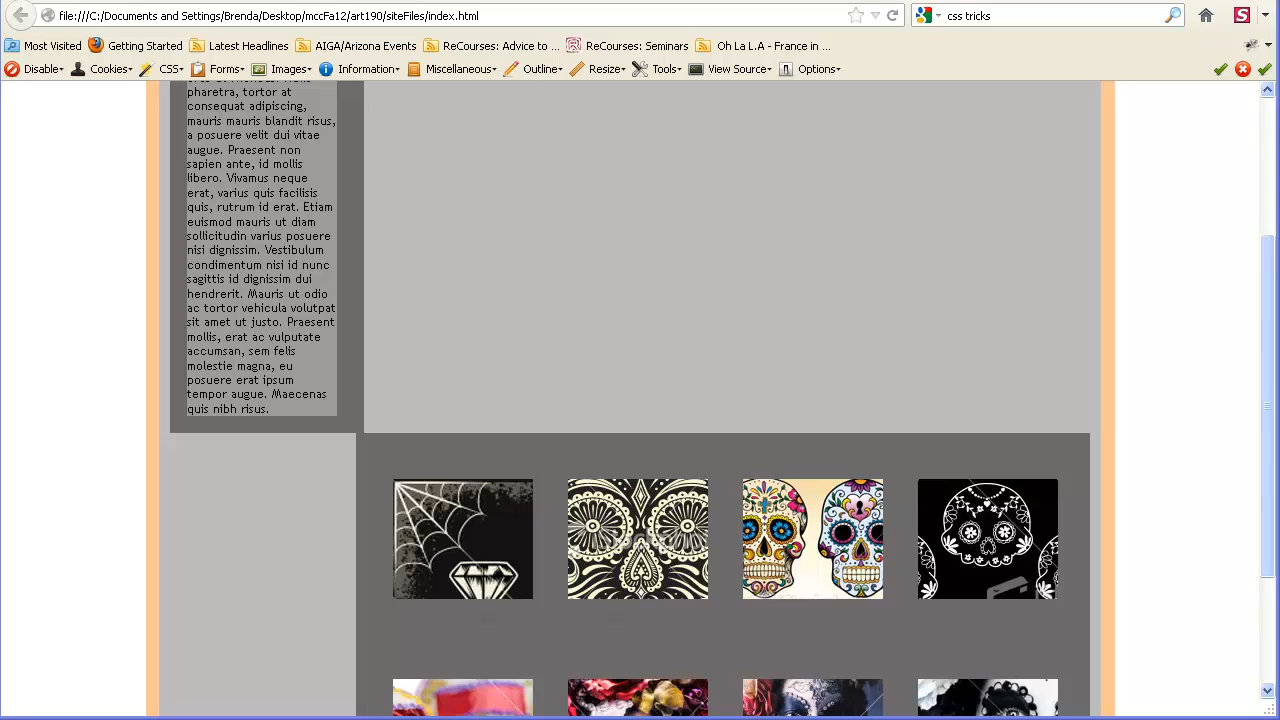 file:///C:/Documents and Settings/Brenda/Desktop/mccFa12/art190/siteFiles/index.html
css tricks
Most Visited Getting Started Latest Headlines AIGA/Arizona Events ReCourses: Advice to ... ReCourses: Seminars Oh La L.A - France in ...
Disable Cookies CSS Forms Images Information Miscellaneous Outline Resize Tools View Source Options
pharetra, tortor at
consequat adipiscing,
mauris mauris blandit risus,
a posuere velit dui vitae
augue. Praesent non
sapien ante, id mollis
libero. Vivamus neque
erat, varius quis facilisis
quis, rutrum id erat. Etiam
euismod mauris ut diam
sollicitudin varius posuere
nisi dignissim. Vestibulum
condimentum nisi id nunc
sagittis id dignissim dui
hendrerit. Mauris ut odio
ac tortor vehicula volutpat
sit amet ut justo. Praesent
mollis, erat ac vulputate
accumsan, sem felis
molestie magna, eu
posuere erat ipsum
tempor augue. Maecenas
quis nibh risus.